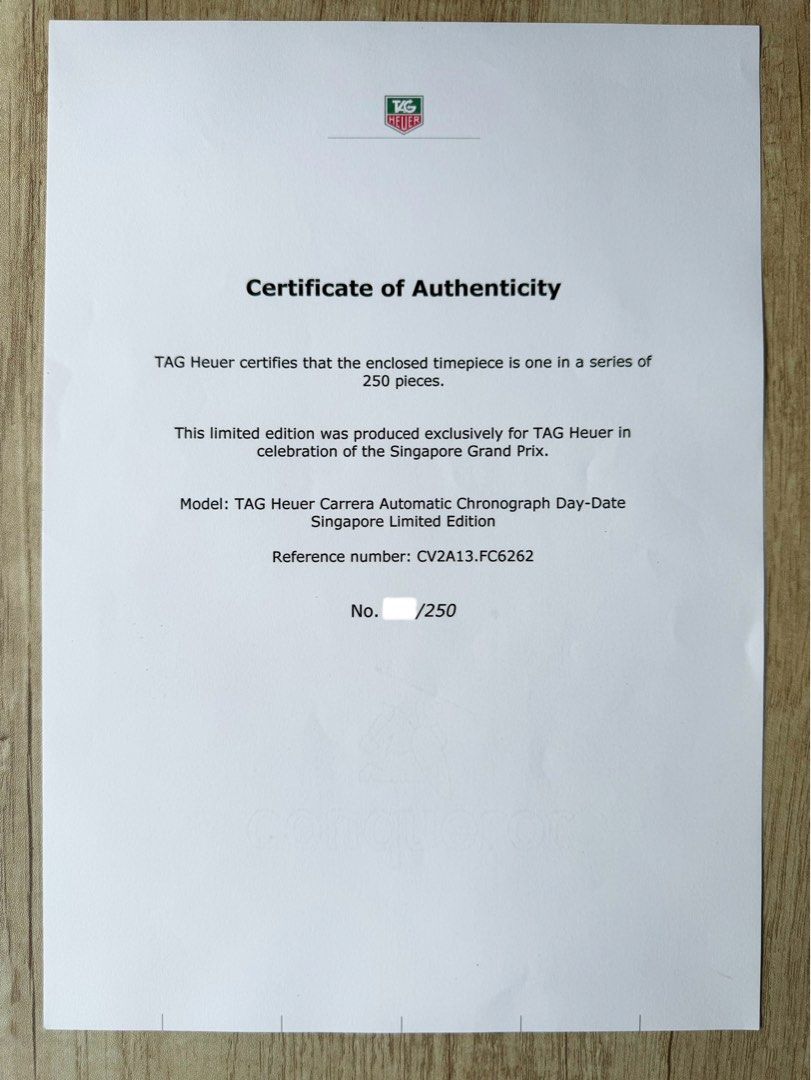 TAG
HEUER
Certificate of Authenticity
TAG Heuer certifies that the enclosed timepiece is one in a series of
250 pieces.
This limited edition was produced exclusively for TAG Heuer in
celebration of the Singapore Grand Prix.
Model: TAG Heuer Carrera Automatic Chronograph Day-Date
Singapore Limited Edition
Reference number: CV2A13.FC6262
No. /250
conqueror